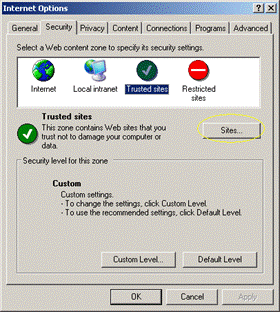 Internet Options
General Security Privacy Content Connections Programs Advanced
Select a Web content zone to specify its security settings.
Internet Local intranet Trusted sites Restricted sites
Trusted sites
This zone contains Web sites that you
trust not to damage your computer or
data.
Sites...
Security level for this zone
Custom
Custom settings.
- To change the settings, click Custom Level.
- To use the recommended settings, click Default Level.
Custom Level... Default Level
OK Cancel Apply